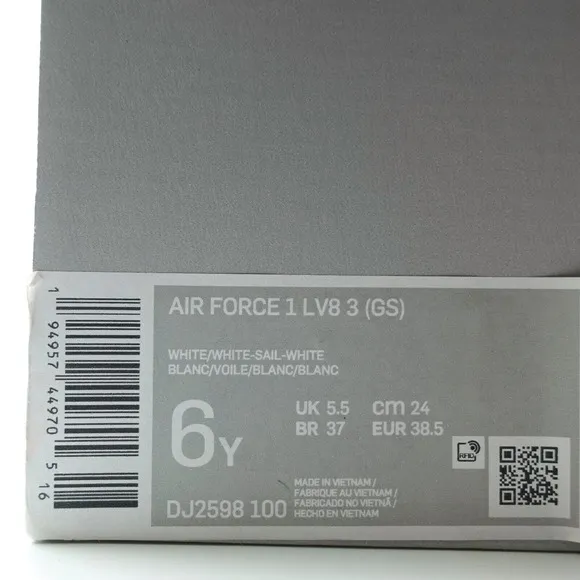 AIR FORCE 1 LV8 3 (GS)
WHITE/WHITE-SAIL-WHITE
BLANC/VOILE/BLANC/BLANC
6Y
UK 5.5 cm 24
BR 37 EUR 38.5
RFID
MADE IN VIETNAM /
FABRIQUE AU VIETNAM /
FABRICADO NO VIETNÃ /
HECHO EN VIETNAM
DJ2598 100
1 94957 44970 5 16